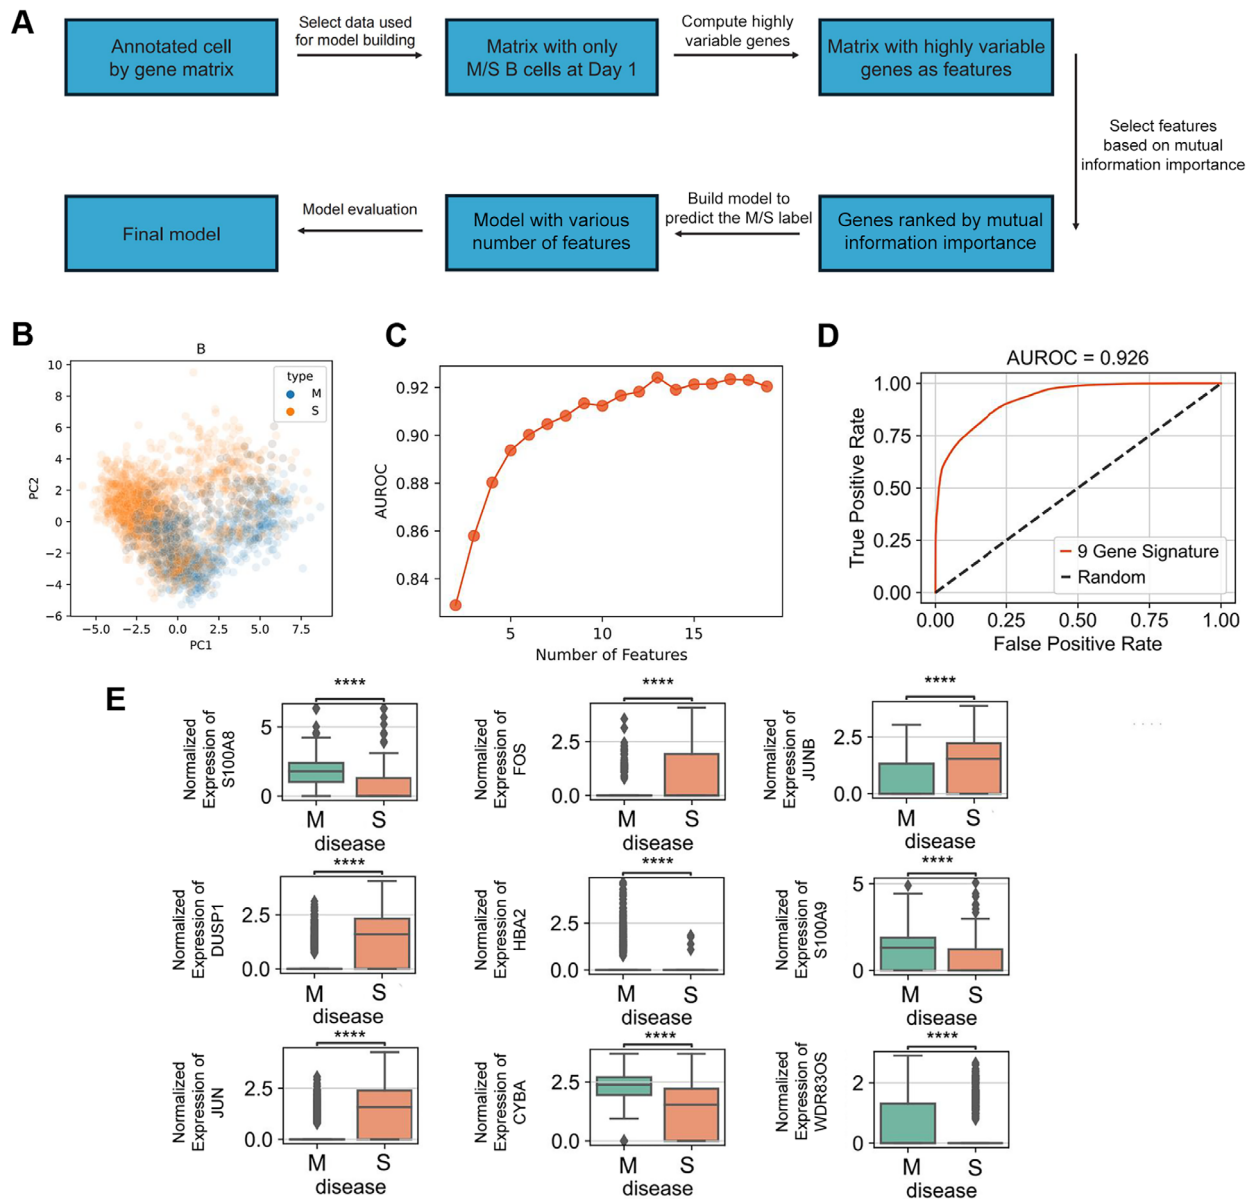 A
Annotated cell
by gene matrix
Select data used
for model building
Matrix with only
M/S B cells at Day 1
Compute highly
variable genes
Matrix with highly variable
genes as features
Select features
based on mutual
information importance
Final model
Model evaluation
Model with various
number of features
Build model to
predict the M/S label
Genes ranked by mutual
information importance
B
B
type
M
S
10
8
6
4
2
0
−2
−4
−6
PC2
−5.0 −2.5 0.0 2.5 5.0 7.5
PC1
C
0.92
0.90
0.88
0.86
0.84
AUROC
5 10 15
Number of Features
D
AUROC = 0.926
1.00
0.75
0.50
0.25
0.00
True Positive Rate
9 Gene Signature
Random
0.00 0.25 0.50 0.75 1.00
False Positive Rate
E
****
Normalized
Expression of
S100A8
5
0
M S
disease
****
Normalized
Expression of
FOS
2.5
0.0
M S
disease
****
Normalized
Expression of
JUNB
2.5
0.0
M S
disease
****
Normalized
Expression of
DUSP1
2.5
0.0
M S
disease
****
Normalized
Expression of
HBA2
2.5
0.0
M S
disease
****
Normalized
Expression of
S100A9
5
0
M S
disease
****
Normalized
Expression of
JUN
2.5
0.0
M S
disease
****
Normalized
Expression of
CYBA
2.5
0.0
M S
disease
****
Normalized
Expression of
WDR83OS
2
0
M S
disease